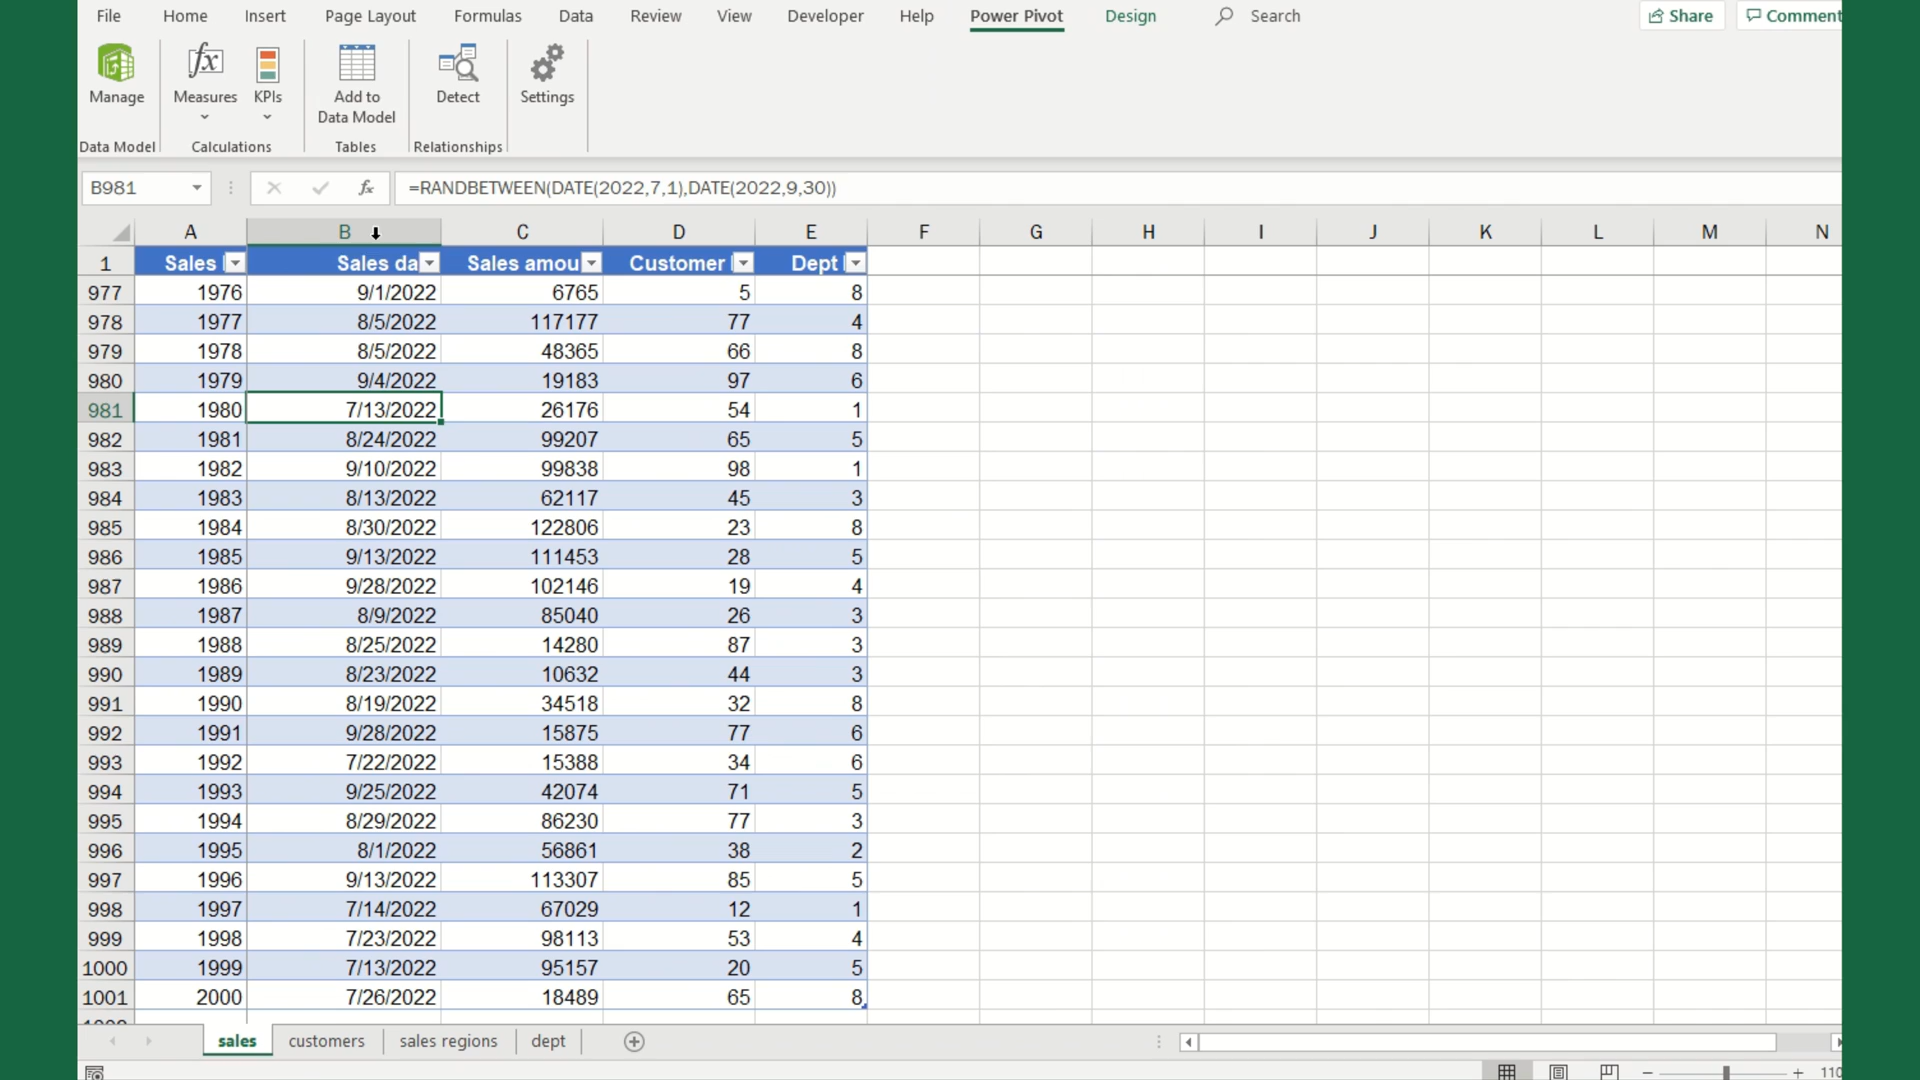 File Home Insert Page Layout Formulas Data Review View Developer Help Power Pivot Design Search Share Comment
Manage Measures KPIs Add to Data Model Detect Settings
Data Model Calculations Tables Relationships
B981 fx =RANDBETWEEN(DATE(2022,7,1),DATE(2022,9,30))
A B C D E F G H I J K L M N
1 Sales Sales da Sales amou Customer Dept
977 1976 9/1/2022 6765 5 8
978 1977 8/5/2022 117177 77 4
979 1978 8/5/2022 48365 66 8
980 1979 9/4/2022 19183 97 6
981 1980 7/13/2022 26176 54 1
982 1981 8/24/2022 99207 65 5
983 1982 9/10/2022 99838 98 1
984 1983 8/13/2022 62117 45 3
985 1984 8/30/2022 122806 23 8
986 1985 9/13/2022 111453 28 5
987 1986 9/28/2022 102146 19 4
988 1987 8/9/2022 85040 26 3
989 1988 8/25/2022 14280 87 3
990 1989 8/23/2022 10632 44 3
991 1990 8/19/2022 34518 32 8
992 1991 9/28/2022 15875 77 6
993 1992 7/22/2022 15388 34 6
994 1993 9/25/2022 42074 71 5
995 1994 8/29/2022 86230 77 3
996 1995 8/1/2022 56861 38 2
997 1996 9/13/2022 113307 85 5
998 1997 7/14/2022 67029 12 1
999 1998 7/23/2022 98113 53 4
1000 1999 7/13/2022 95157 20 5
1001 2000 7/26/2022 18489 65 8
sales customers sales regions dept
110